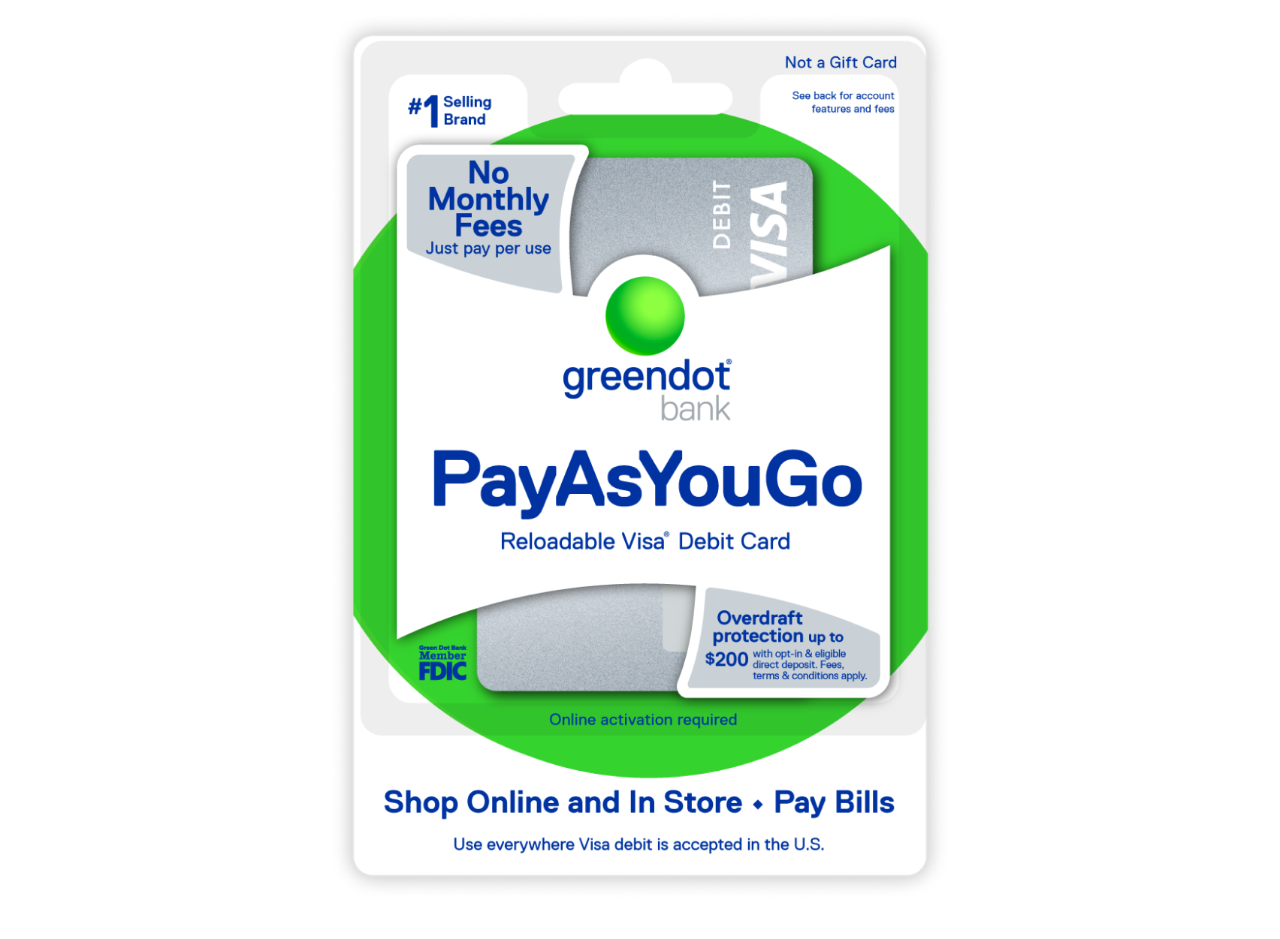 Not a Gift Card
See back for account
features and fees
#1 Selling
Brand
No
Monthly
Fees
Just pay per use
DEBIT
VISA
greendot®
bank
PayAsYouGo
Reloadable Visa® Debit Card
Overdraft
protection up to
$200 with opt-in & eligible
direct deposit. Fees,
terms & conditions apply.
Green Dot Bank
Member
FDIC
Online activation required
Shop Online and In Store • Pay Bills
Use everywhere Visa debit is accepted in the U.S.